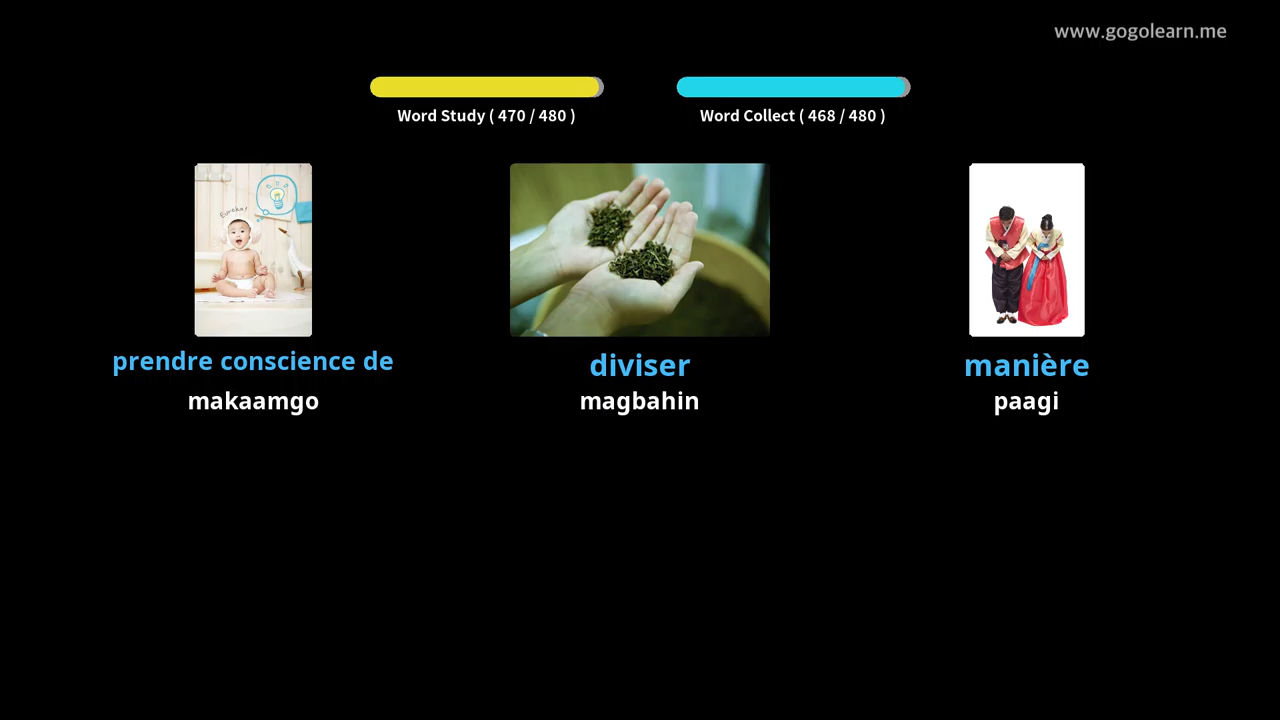 www.gogolearn.me
Word Study ( 470 / 480 )
Word Collect ( 468 / 480 )
Eureka!
prendre conscience de
diviser
manière
makaamgo
magbahin
paagi